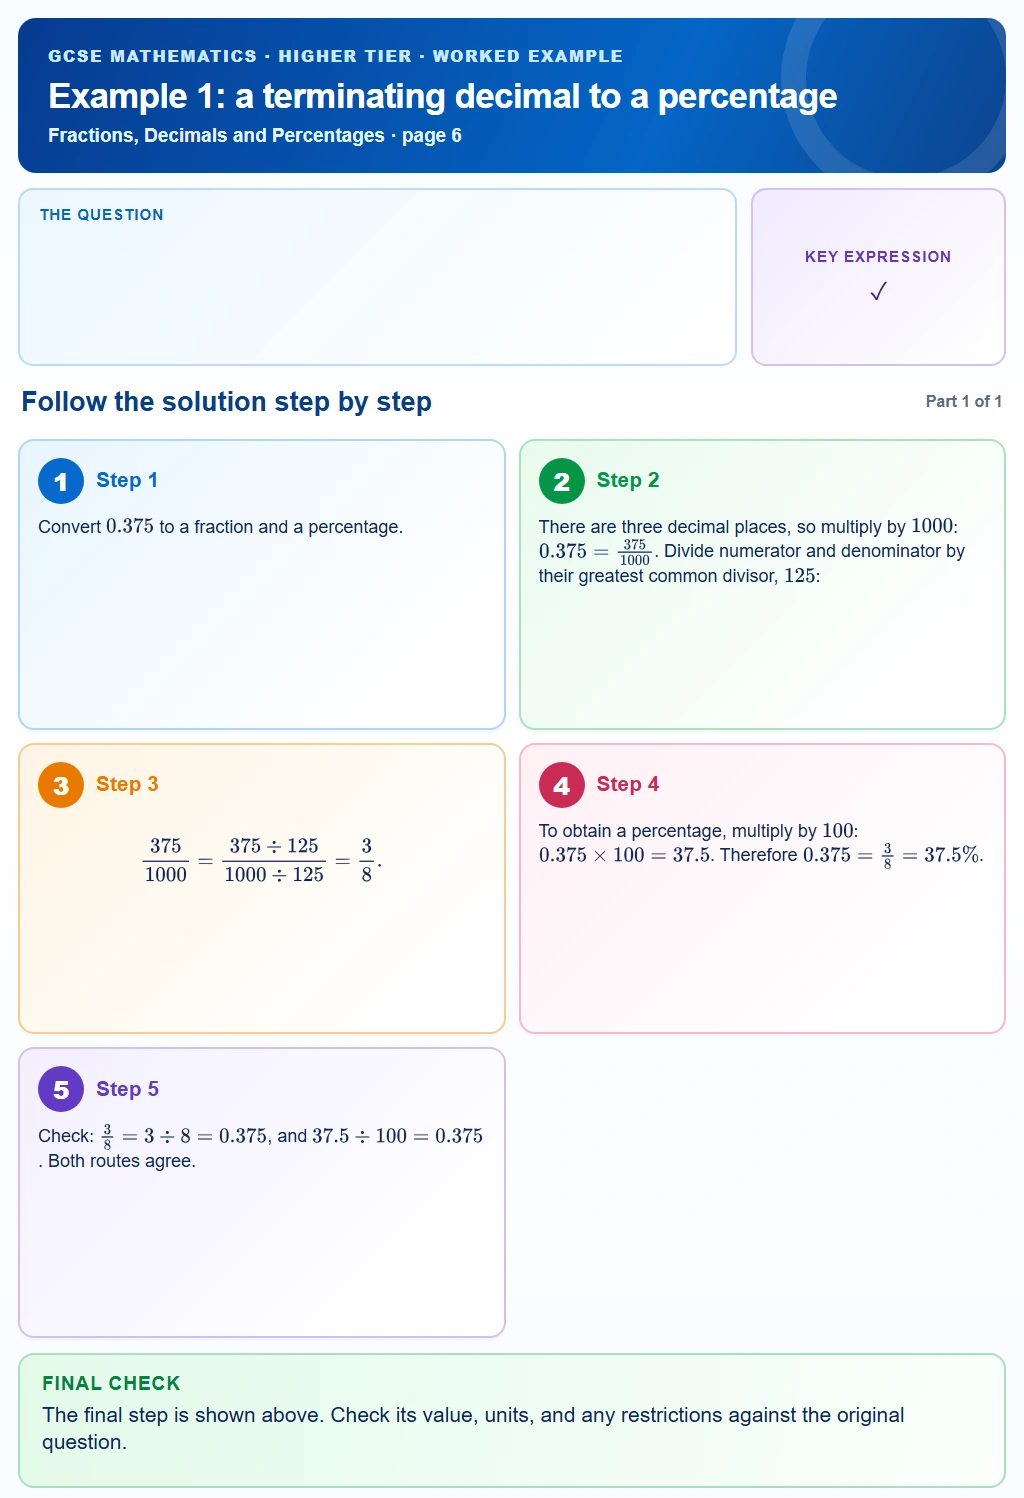 GCSE MATHEMATICS · HIGHER TIER · WORKED EXAMPLE
Example 1: a terminating decimal to a percentage
Fractions, Decimals and Percentages · page 6
THE QUESTION
KEY EXPRESSION
✓
Follow the solution step by step
Part 1 of 1
1 Step 1
Convert 0.375 to a fraction and a percentage.
2 Step 2
There are three decimal places, so multiply by 1000:
0.375 = 375/1000. Divide numerator and denominator by
their greatest common divisor, 125:
3 Step 3
375/1000 = (375 ÷ 125)/(1000 ÷ 125) = 3/8.
4 Step 4
To obtain a percentage, multiply by 100:
0.375 × 100 = 37.5. Therefore 0.375 = 3/8 = 37.5%.
5 Step 5
Check: 3/8 = 3 ÷ 8 = 0.375, and 37.5 ÷ 100 = 0.375
. Both routes agree.
FINAL CHECK
The final step is shown above. Check its value, units, and any restrictions against the original
question.